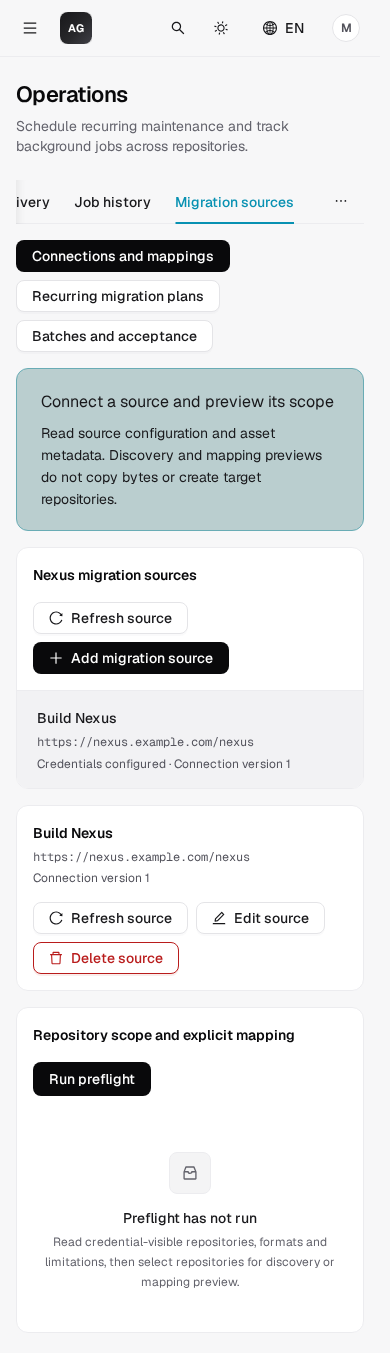 AG
EN
M
Operations
Schedule recurring maintenance and track
background jobs across repositories.
ivery
Job history
Migration sources
...
Connections and mappings
Recurring migration plans
Batches and acceptance
Connect a source and preview its scope
Read source configuration and asset
metadata. Discovery and mapping previews
do not copy bytes or create target
repositories.
Nexus migration sources
Refresh source
Add migration source
Build Nexus
https://nexus.example.com/nexus
Credentials configured · Connection version 1
Build Nexus
https://nexus.example.com/nexus
Connection version 1
Refresh source
Edit source
Delete source
Repository scope and explicit mapping
Run preflight
Preflight has not run
Read credential-visible repositories, formats and
limitations, then select repositories for discovery or
mapping preview.